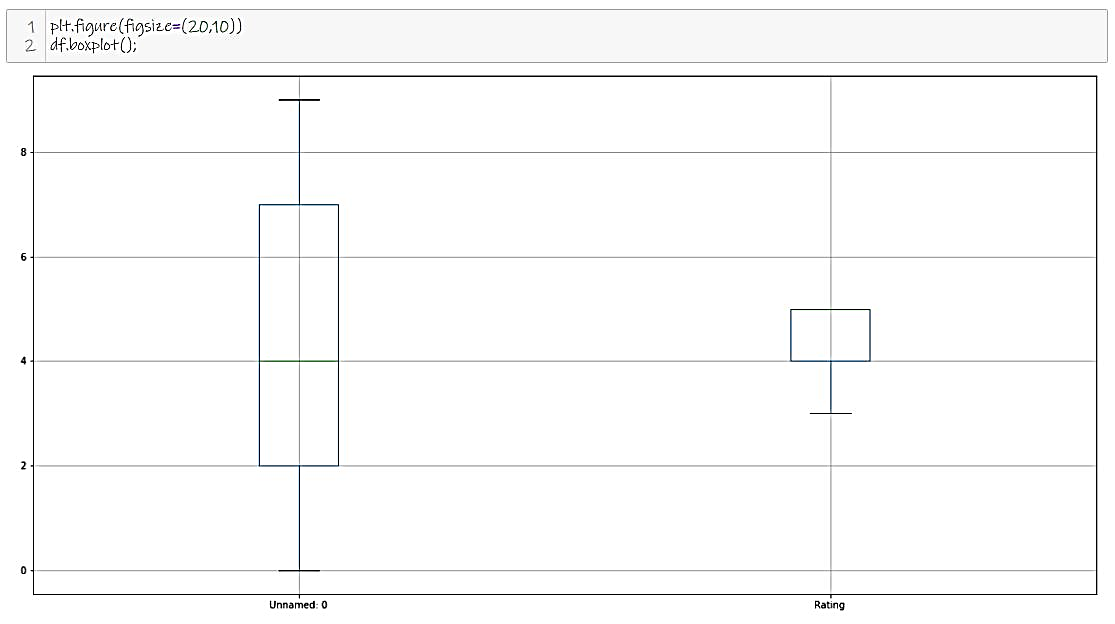 1 plt.figure(figsize=(20,10))
2 df.boxplot();
8
6
4
2
0
Unnamed: 0 Rating